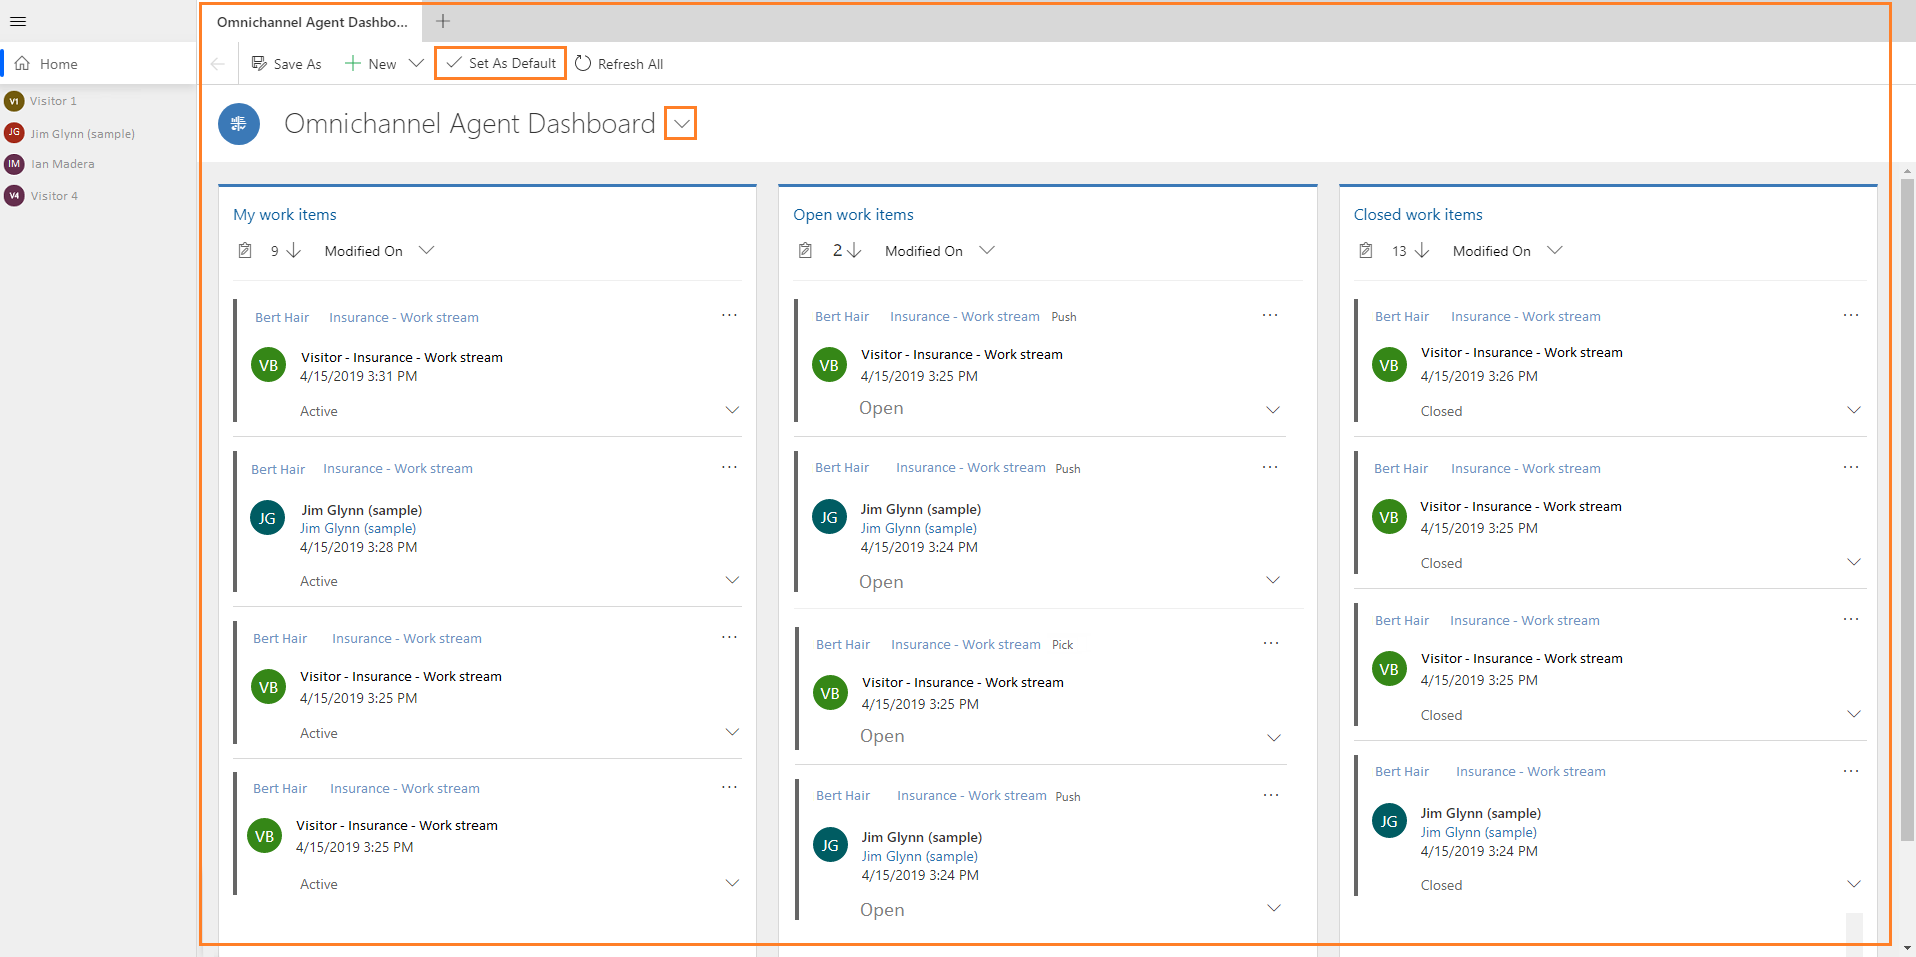 Omnichannel Agent Dashbo...
Save As New Set As Default Refresh All
Home
V1 Visitor 1
JG Jim Glynn (sample)
IM Ian Madera
V4 Visitor 4
Omnichannel Agent Dashboard
My work items
9 Modified On
Bert Hair Insurance - Work stream ...
VB Visitor - Insurance - Work stream
4/15/2019 3:31 PM
Active
Bert Hair Insurance - Work stream ...
JG Jim Glynn (sample)
Jim Glynn (sample)
4/15/2019 3:28 PM
Active
Bert Hair Insurance - Work stream ...
VB Visitor - Insurance - Work stream
4/15/2019 3:25 PM
Active
Bert Hair Insurance - Work stream ...
VB Visitor - Insurance - Work stream
4/15/2019 3:25 PM
Active
Open work items
2 Modified On
Bert Hair Insurance - Work stream Push ...
VB Visitor - Insurance - Work stream
4/15/2019 3:25 PM
Open
Bert Hair Insurance - Work stream Push ...
JG Jim Glynn (sample)
Jim Glynn (sample)
4/15/2019 3:24 PM
Open
Bert Hair Insurance - Work stream Pick ...
VB Visitor - Insurance - Work stream
4/15/2019 3:25 PM
Open
Bert Hair Insurance - Work stream Push ...
JG Jim Glynn (sample)
Jim Glynn (sample)
4/15/2019 3:24 PM
Open
Closed work items
13 Modified On
Bert Hair Insurance - Work stream ...
VB Visitor - Insurance - Work stream
4/15/2019 3:26 PM
Closed
Bert Hair Insurance - Work stream ...
VB Visitor - Insurance - Work stream
4/15/2019 3:25 PM
Closed
Bert Hair Insurance - Work stream ...
VB Visitor - Insurance - Work stream
4/15/2019 3:25 PM
Closed
Bert Hair Insurance - Work stream ...
JG Jim Glynn (sample)
Jim Glynn (sample)
4/15/2019 3:24 PM
Closed